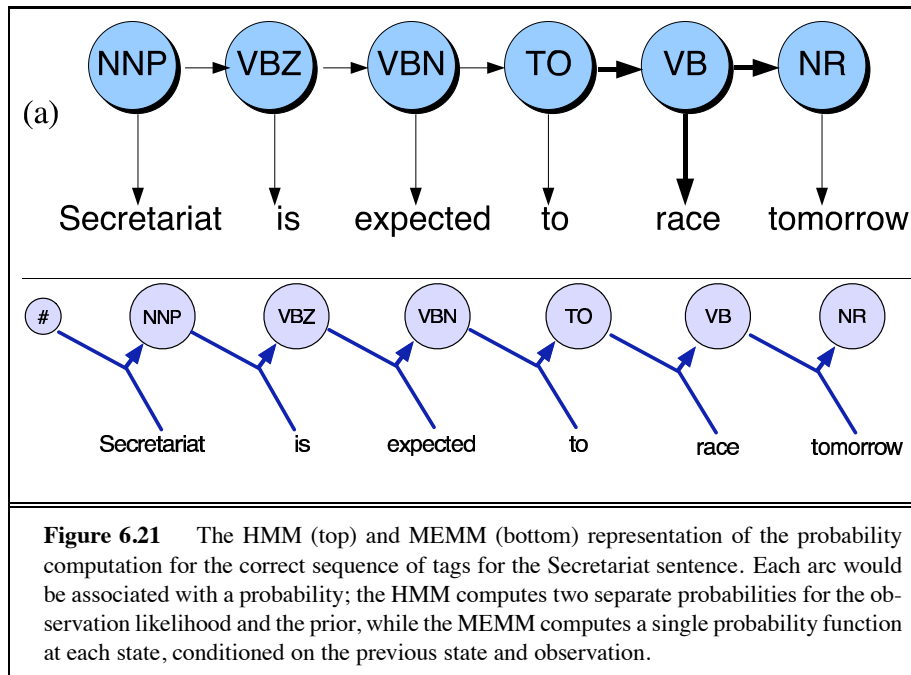 NNP VBZ VBN TO VB NR
(a)
Secretariat is expected to race tomorrow
# NNP VBZ VBN TO VB NR
Secretariat is expected to race tomorrow
Figure 6.21 The HMM (top) and MEMM (bottom) representation of the probability
computation for the correct sequence of tags for the Secretariat sentence. Each arc would
be associated with a probability; the HMM computes two separate probabilities for the ob-
servation likelihood and the prior, while the MEMM computes a single probability function
at each state, conditioned on the previous state and observation.